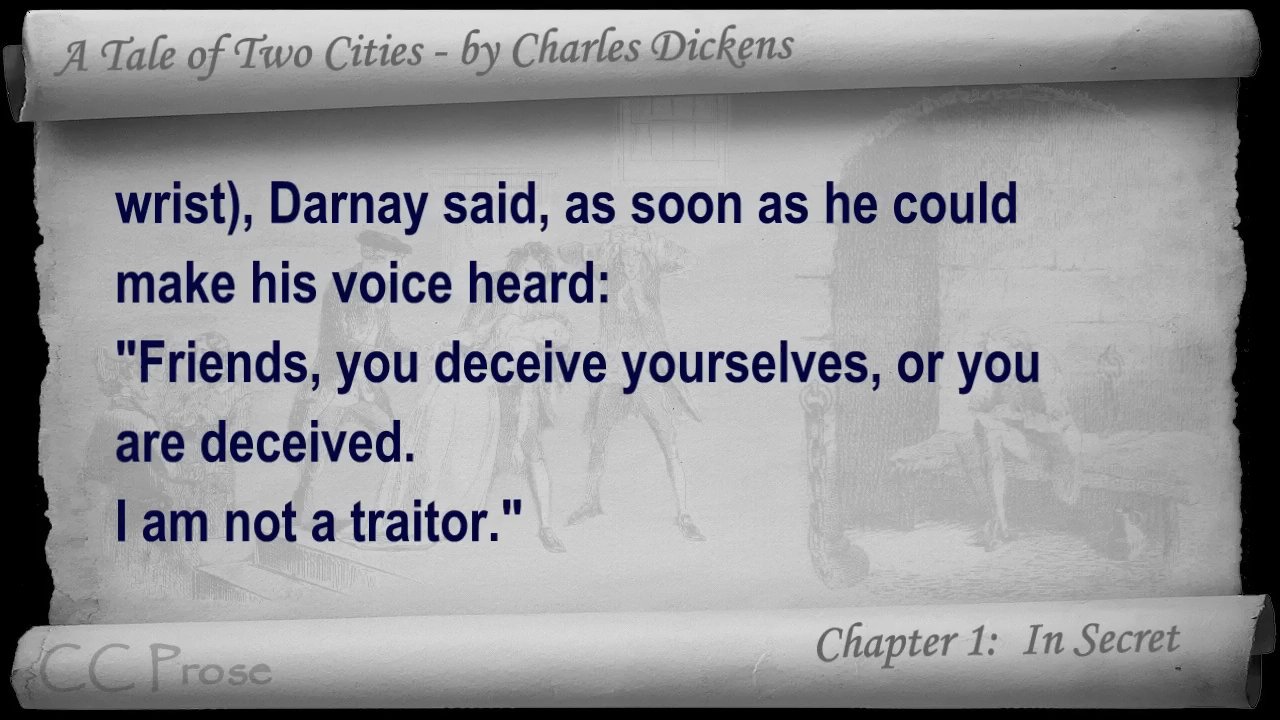 A Tale of Two Cities - by Charles Dickens
wrist), Darnay said, as soon as he could
make his voice heard:
"Friends, you deceive yourselves, or you
are deceived.
I am not a traitor."
Chapter 1: In Secret
CC Prose